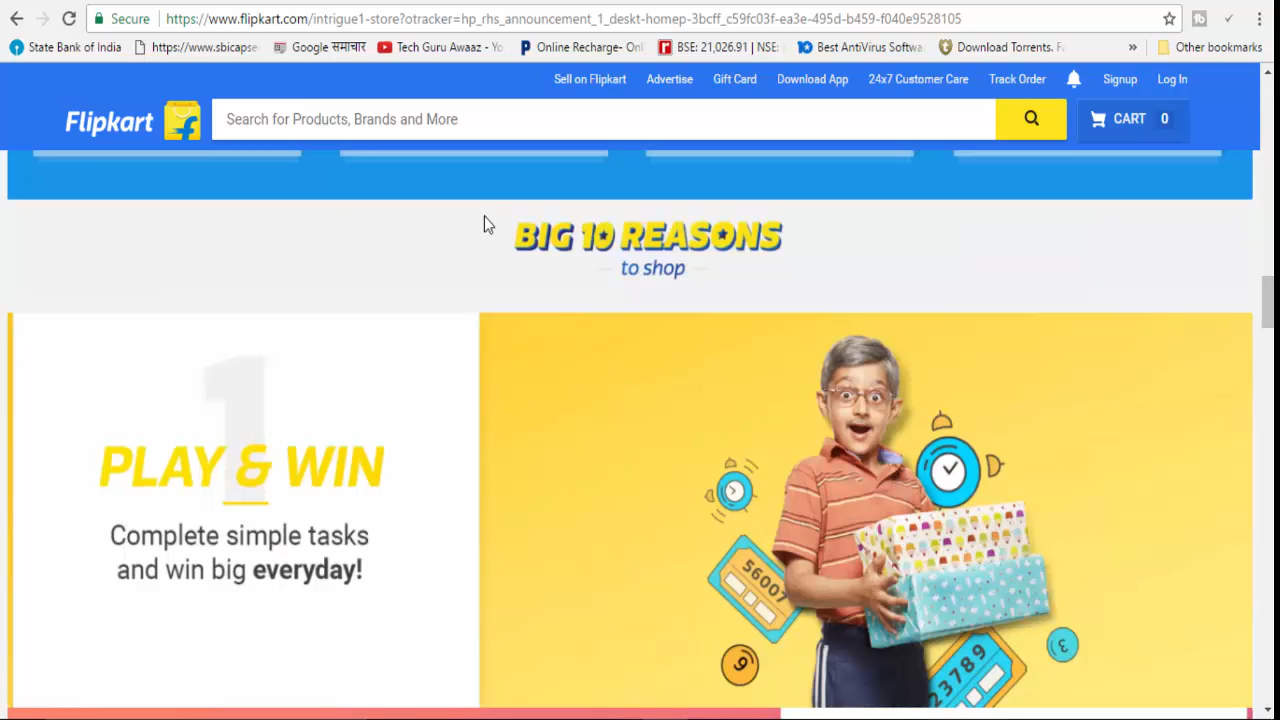 Secure
https://www.flipkart.com/intrigue1-store?otracker=hp_rhs_announcement_1_deskt-homep-3bcff_c59fc03f-ea3e-495d-b459-f040e9528105
State Bank of India
https://www.sbicapse
Google समाचार
Tech Guru Awaaz - Yo
Online Recharge- Onl
BSE: 21,026.91 | NSE:
Best AntiVirus Softwa
Download Torrents. Fa
»
Other bookmarks
Sell on Flipkart
Advertise
Gift Card
Download App
24x7 Customer Care
Track Order
Signup
Log In
Flipkart
Search for Products, Brands and More
CART 0
BIG 10 REASONS
to shop
1
PLAY & WIN
Complete simple tasks
and win big everyday!
56007
23789
6
3